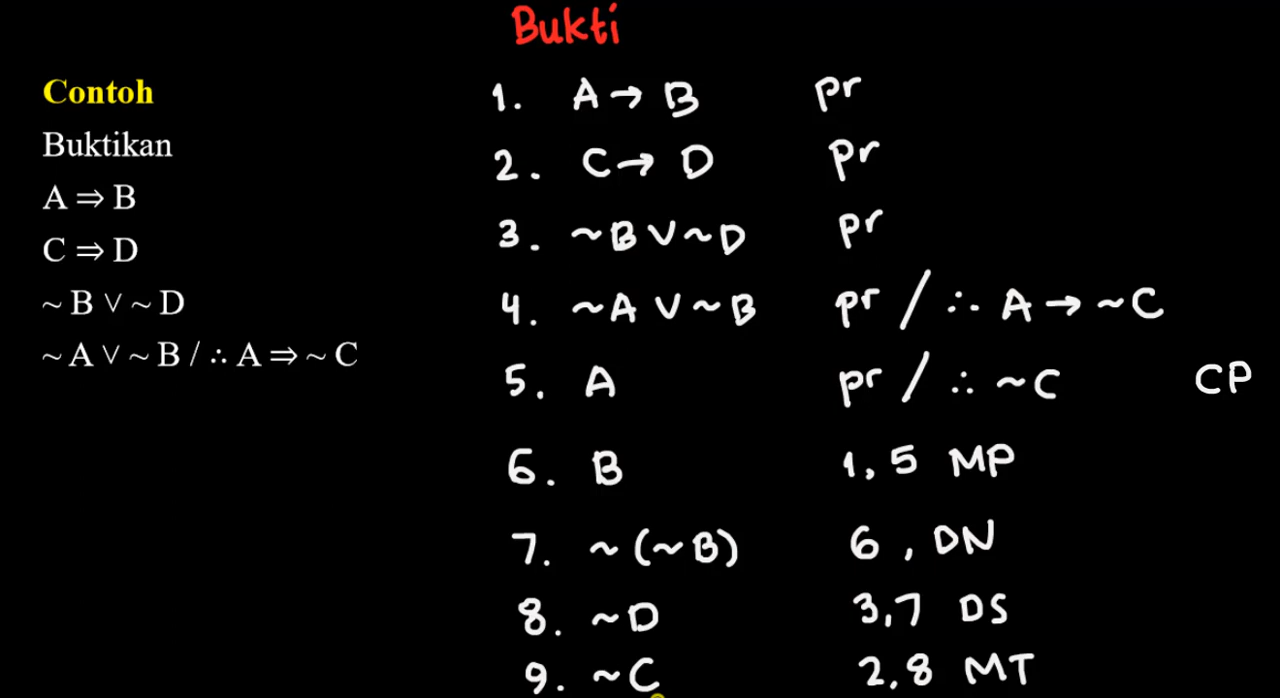 Bukti
Contoh
Buktikan
A ⇒ B
C ⇒ D
~ B ∨ ~ D
~ A ∨ ~ B / ∴ A ⇒ ~ C
1. A → B pr
2. C → D pr
3. ~B ∨ ~D pr
4. ~A ∨ ~B pr / ∴ A → ~C
5. A pr / ∴ ~C CP
6. B 1,5 MP
7. ~(~B) 6, DN
8. ~D 3,7 DS
9. ~C 2,8 MT